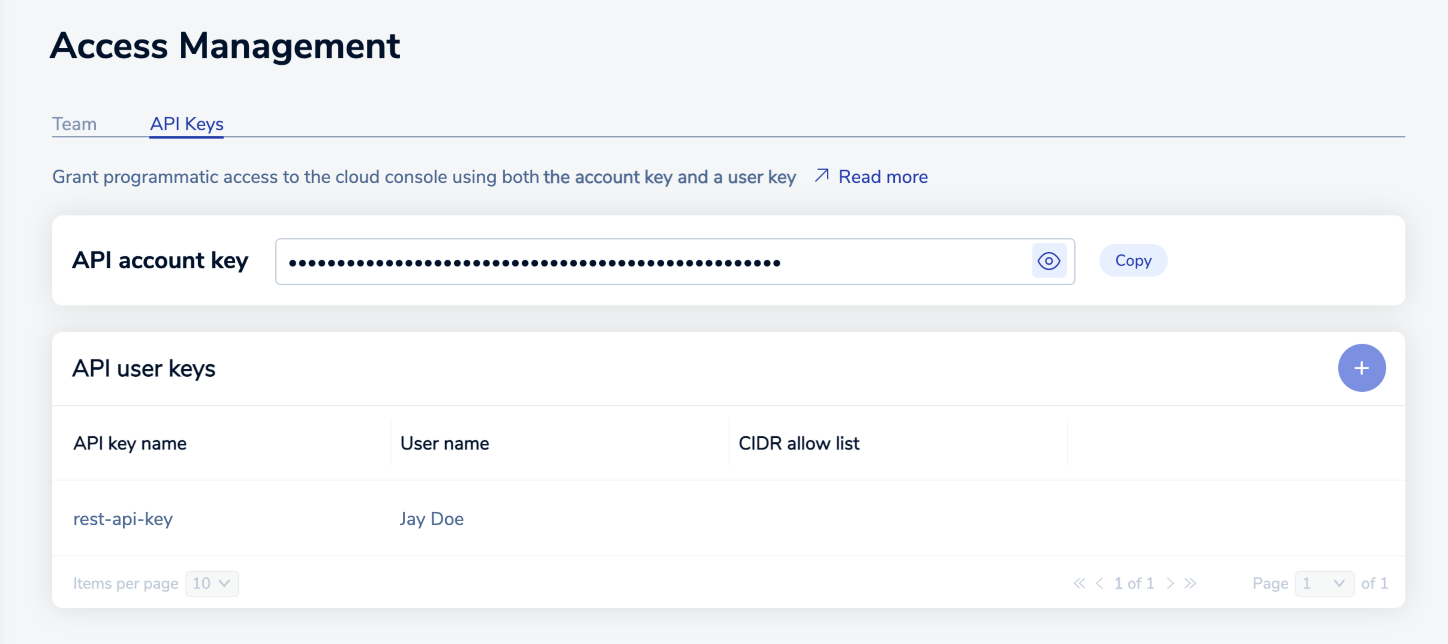 Access Management
Team API Keys
Grant programmatic access to the cloud console using both the account key and a user key Read more
API account key ••••••••••••••••••••••••••••••••••••••••••••••••••• Copy
API user keys +
API key name User name CIDR allow list
rest-api-key Jay Doe
Items per page 10 « < 1 of 1 > » Page 1 of 1